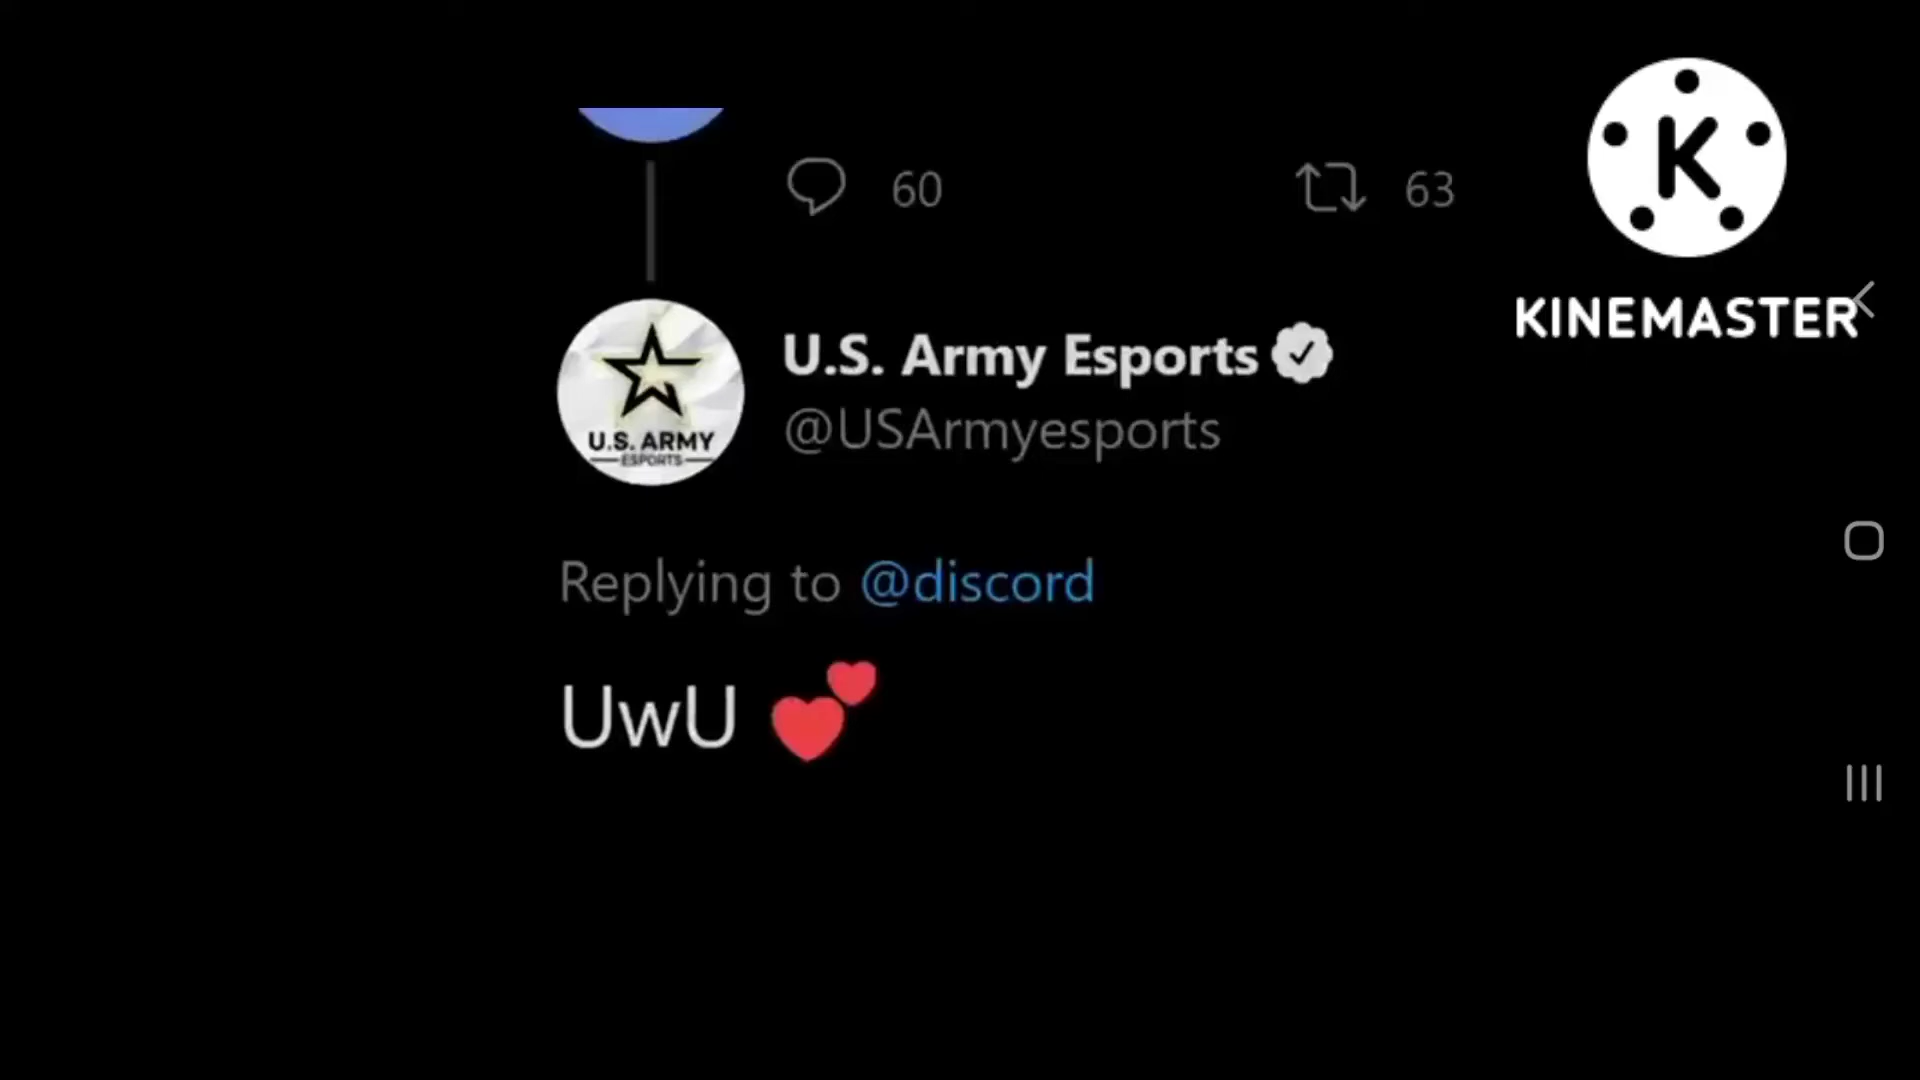 60 63
KINEMASTER
U.S. Army Esports
@USArmyesports
U.S. ARMY
ESPORTS
Replying to @discord
UwU 💕